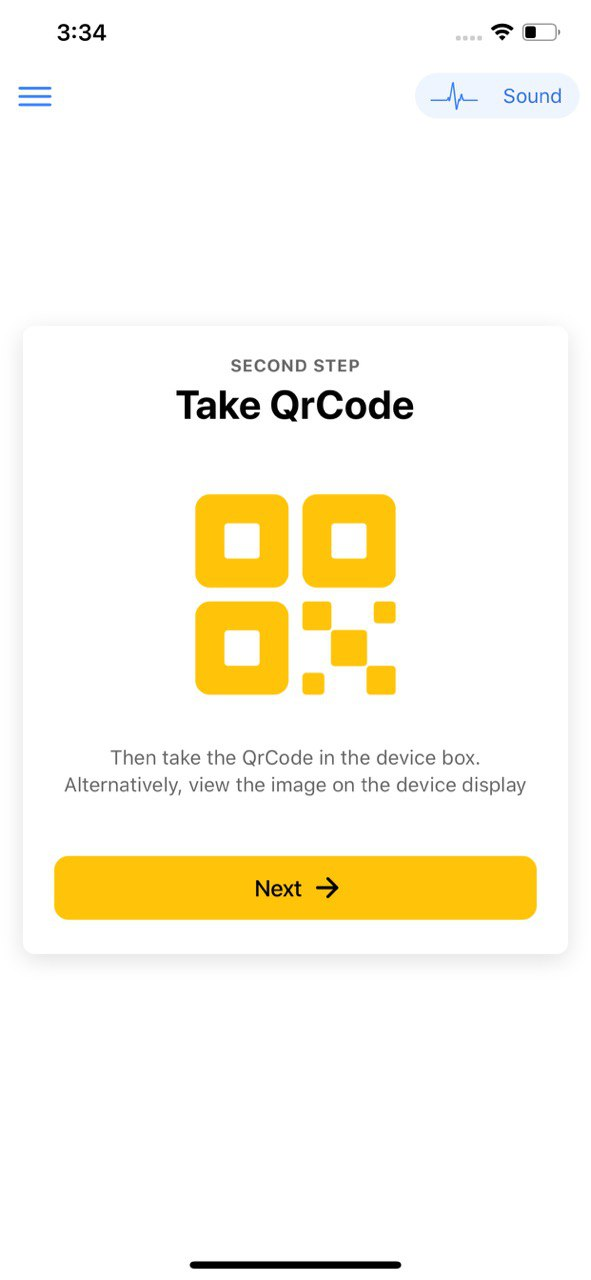 3:34
Sound
SECOND STEP
Take QrCode
Then take the QrCode in the device box.
Alternatively, view the image on the device display
Next